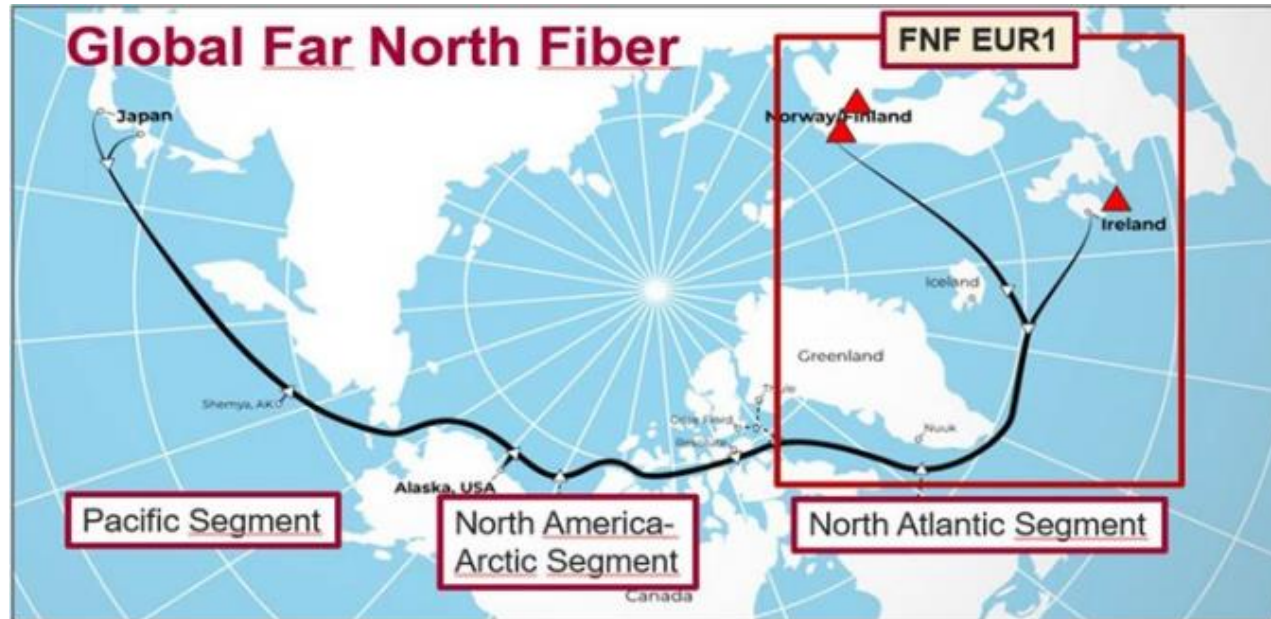 Global Far North Fiber
FNF EUR1
Japan
Norway/Finland
Ireland
Iceland
Greenland
Thule
Shemya, AK
Nuuk
Alaska, USA
Pacific Segment
North America-
Arctic Segment
North Atlantic Segment
Canada